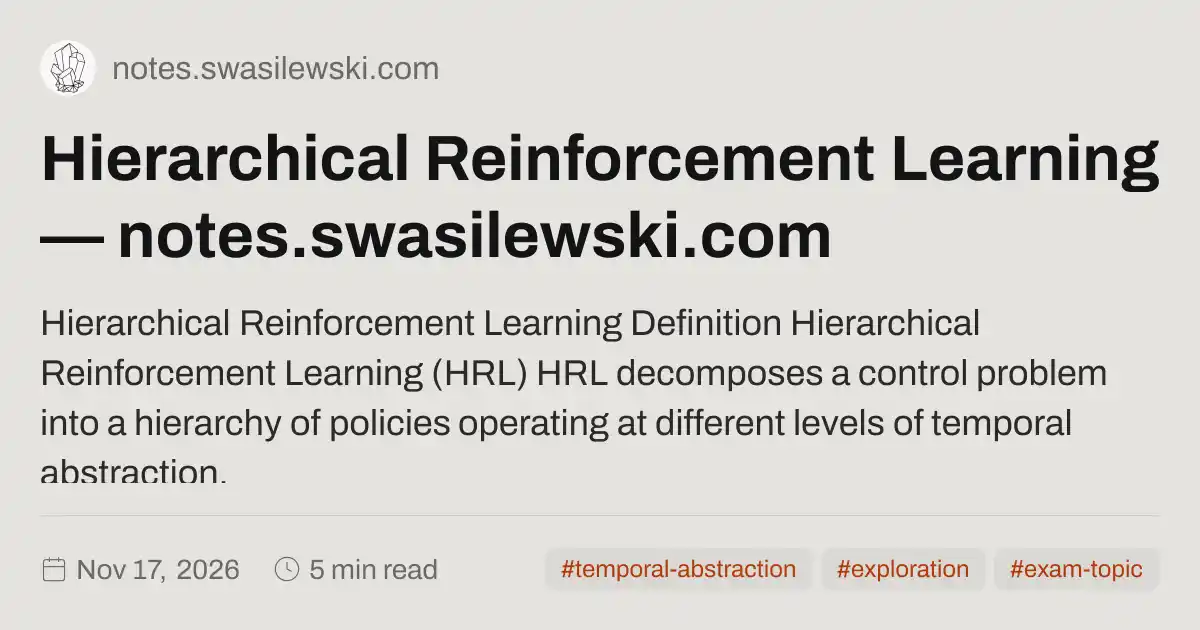 notes.swasilewski.com
Hierarchical Reinforcement Learning
— notes.swasilewski.com
Hierarchical Reinforcement Learning Definition Hierarchical
Reinforcement Learning (HRL) HRL decomposes a control problem
into a hierarchy of policies operating at different levels of temporal
abstraction.
Nov 17, 2026 5 min read #temporal-abstraction #exploration #exam-topic